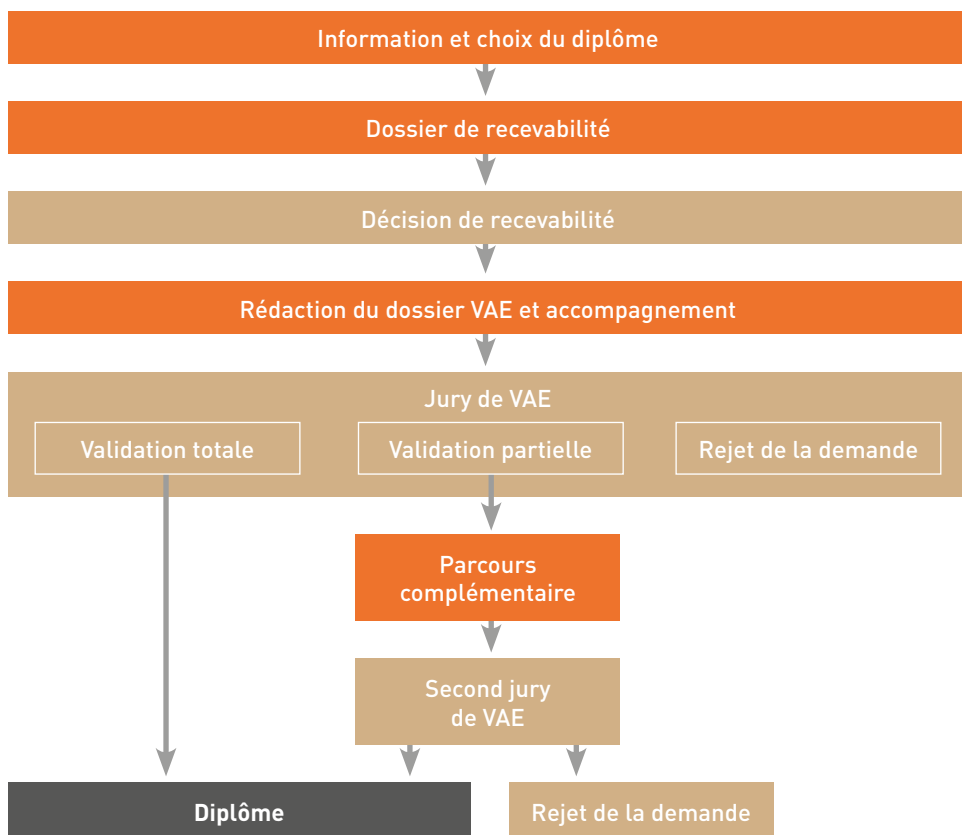 Information et choix du diplôme
Dossier de recevabilité
Décision de recevabilité
Rédaction du dossier VAE et accompagnement
Jury de VAE
Validation totale
Validation partielle
Rejet de la demande
Parcours
complémentaire
Second jury
de VAE
Diplôme
Rejet de la demande